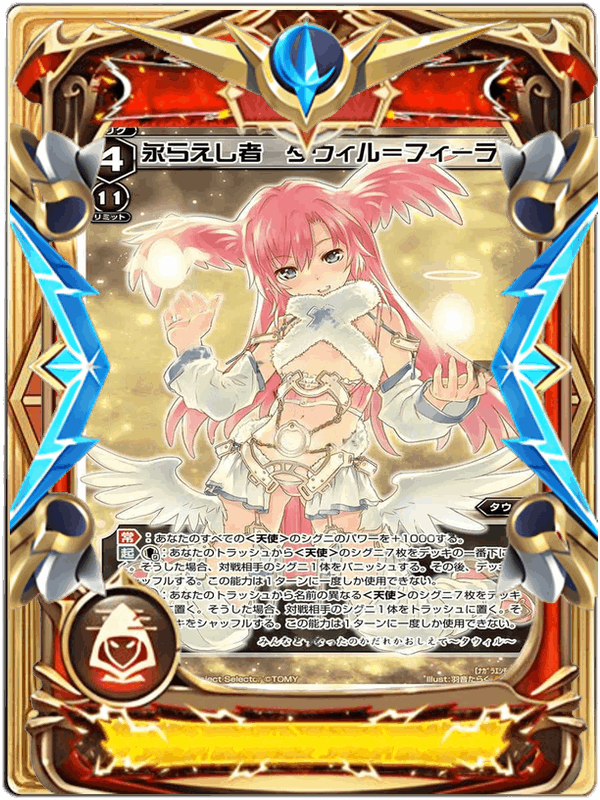 4
永らえし者 タウィル＝フィーラ
11
リミット
タウ
常：あなたのすべての＜天使＞のシグニのパワーを＋1000する。
起：あなたのトラッシュから＜天使＞のシグニ7枚をデッキの一番下に
。そうした場合、対戦相手のシグニ1体をバニッシュする。その後、デッ
ャッフルする。この能力は1ターンに一度しか使用できない。
：あなたのトラッシュから名前の異なる＜天使＞のシグニ7枚をデッキ
置く。そうした場合、対戦相手のシグニ1体をトラッシュに置く。そ
キをシャッフルする。この能力は1ターンに一度しか使用できない。
みんなと、なったのかだれかおしえて～タウィル～
lect Select ©TOMY
Illust:羽音たらく